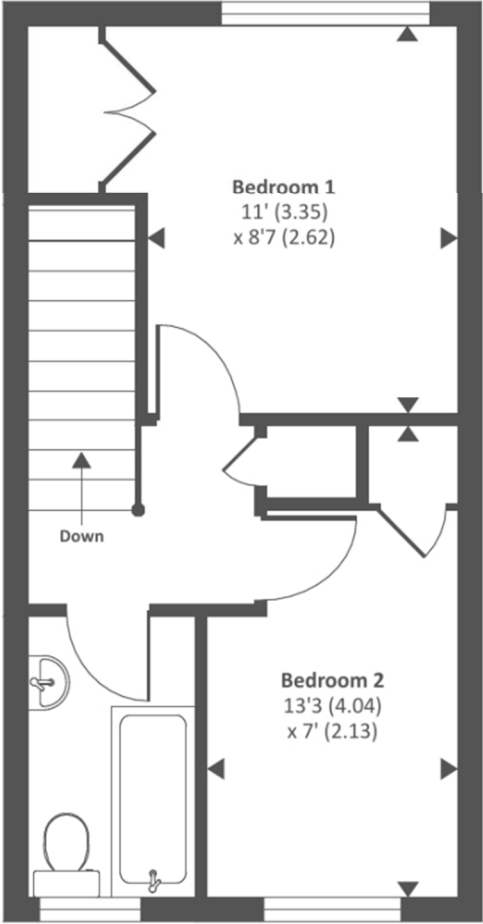 Bedroom 1
11' (3.35)
x 8'7 (2.62)
Down
Bedroom 2
13'3 (4.04)
x 7' (2.13)